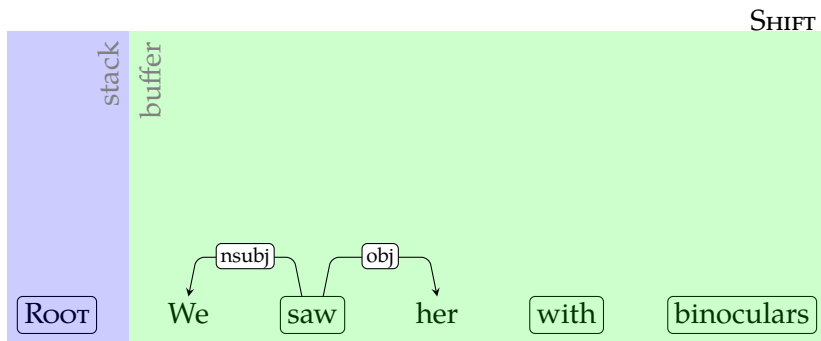 SHIFT
stack
buffer
nsubj obj
ROOT We saw her with binoculars